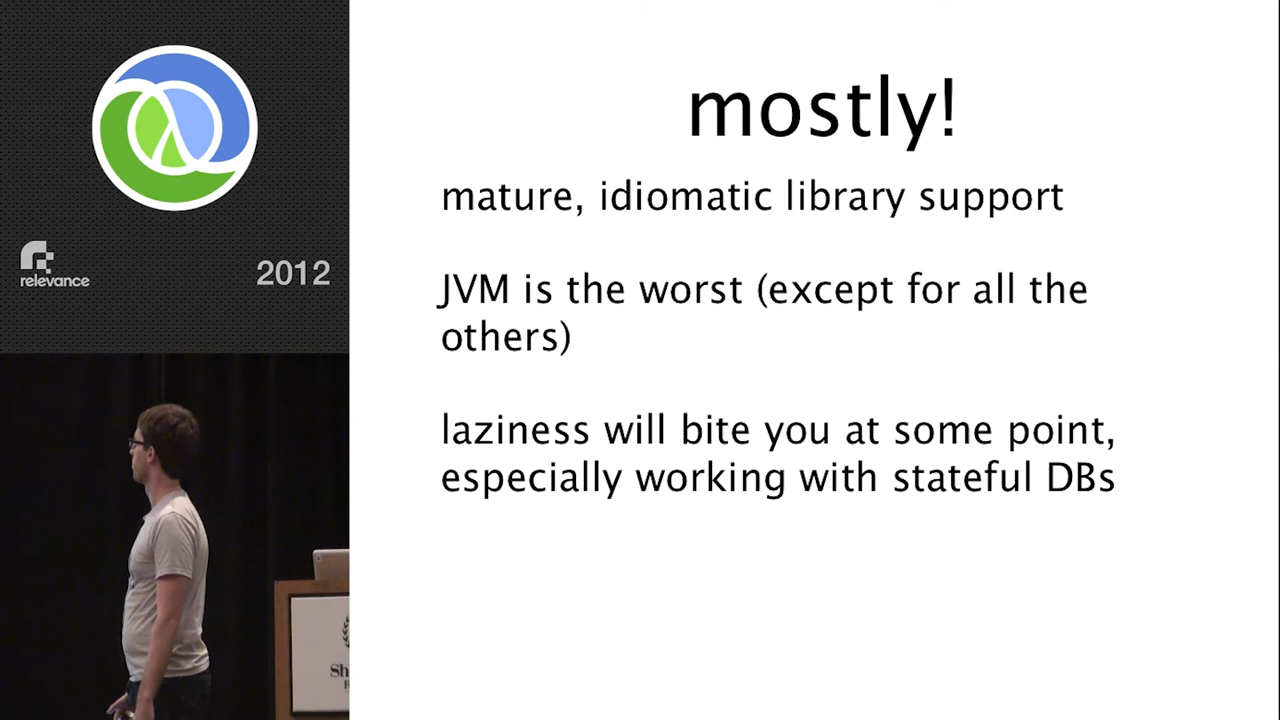 relevance
2012
mostly!
mature, idiomatic library support
JVM is the worst (except for all the
others)
laziness will bite you at some point,
especially working with stateful DBs